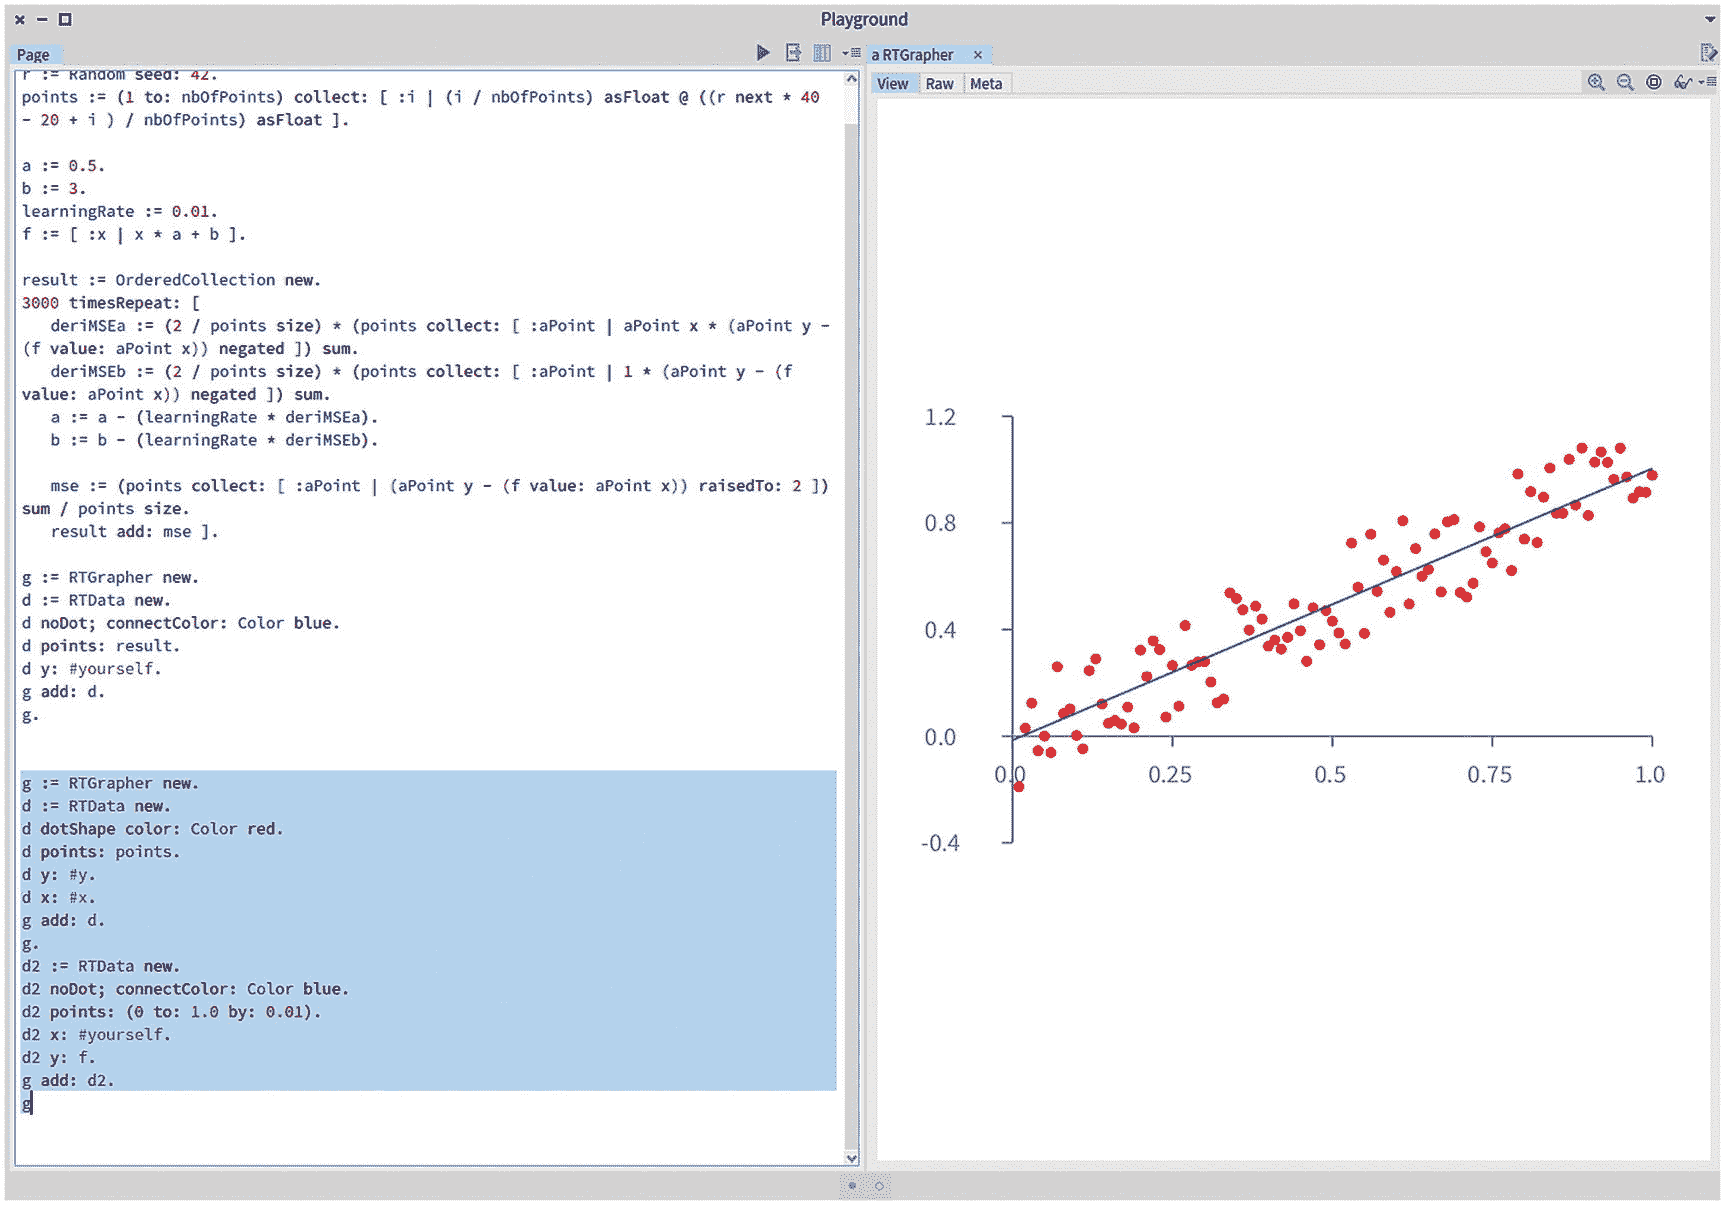 Playground
Page
r := Random seed: 42.
points := (1 to: nbOfPoints) collect: [ :i | (i / nbOfPoints) asFloat @ ((r next * 40
- 20 + i ) / nbOfPoints) asFloat ].
a := 0.5.
b := 3.
learningRate := 0.01.
f := [ :x | x * a + b ].
result := OrderedCollection new.
3000 timesRepeat: [
deriMSEa := (2 / points size) * (points collect: [ :aPoint | aPoint x * (aPoint y -
(f value: aPoint x)) negated ]) sum.
deriMSEb := (2 / points size) * (points collect: [ :aPoint | 1 * (aPoint y - (f
value: aPoint x)) negated ]) sum.
a := a - (learningRate * deriMSEa).
b := b - (learningRate * deriMSEb).
mse := (points collect: [ :aPoint | (aPoint y - (f value: aPoint x)) raisedTo: 2 ])
sum / points size.
result add: mse ].
g := RTGrapher new.
d := RTData new.
d noDot; connectColor: Color blue.
d points: result.
d y: #yourself.
g add: d.
g.
g := RTGrapher new.
d := RTData new.
d dotShape color: Color red.
d points: points.
d y: #y.
d x: #x.
g add: d.
g.
d2 := RTData new.
d2 noDot; connectColor: Color blue.
d2 points: (0 to: 1.0 by: 0.01).
d2 x: #yourself.
d2 y: f.
g add: d2.
g
a RTGrapher
View Raw Meta
1.2
0.8
0.4
0.0
-0.4
0.0 0.25 0.5 0.75 1.0